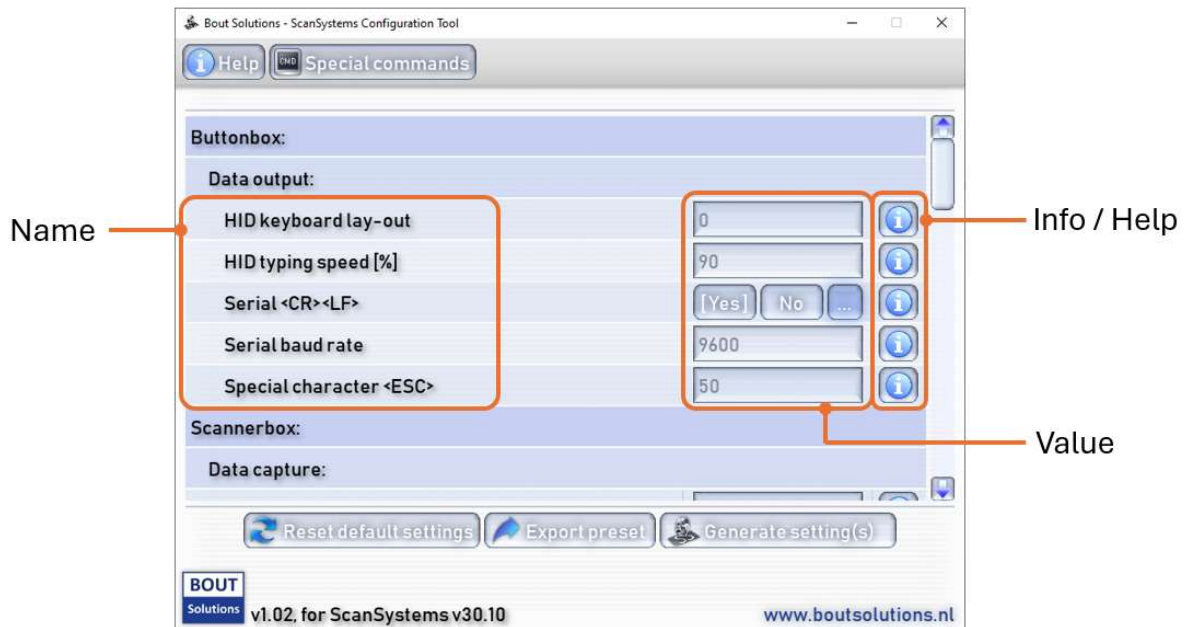 Bout Solutions - ScanSystems Configuration Tool
Help Special commands
Buttonbox:
Data output:
Name
HID keyboard lay-out 0
Info / Help
HID typing speed [%] 90
Serial <CR><LF> [Yes] No ...
Serial baud rate 9600
Special character <ESC> 50
Scannerbox:
Value
Data capture:
Reset default settings Export preset Generate setting(s)
BOUT
Solutions
v1.02, for ScanSystems v30.10 www.boutsolutions.nl